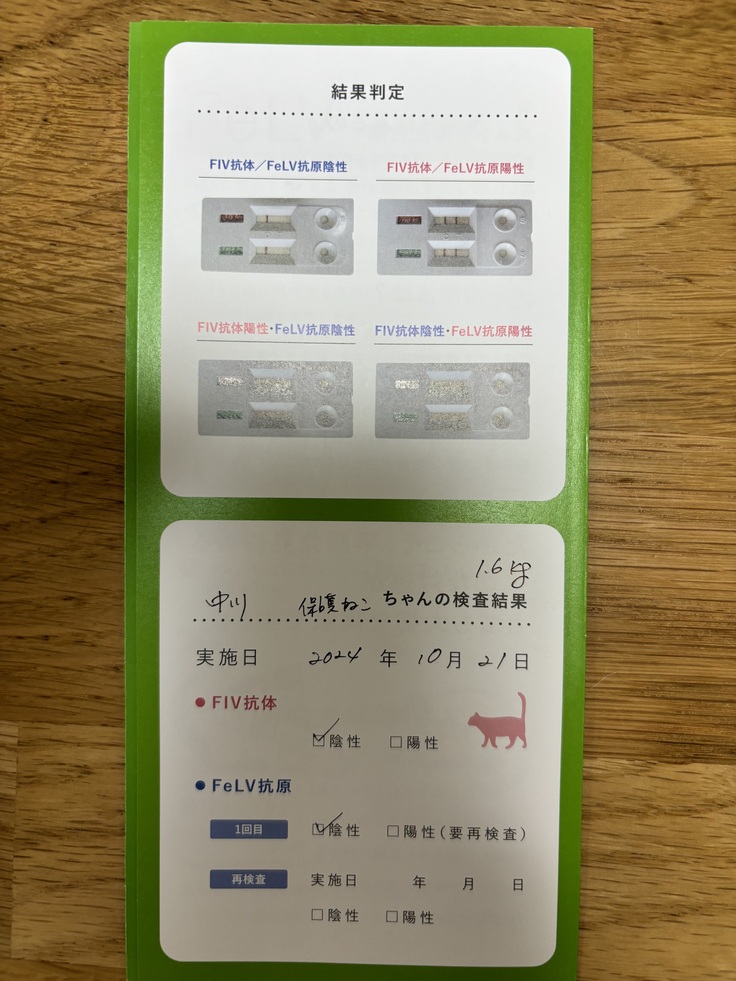 結果判定
FIV抗体/FeLV抗原陰性
FIV抗体/FeLV抗原陽性
FIV抗体陽性・FeLV抗原陰性
FIV抗体陰性・FeLV抗原陽性
1.6kg
中川 保護ねこ ちゃんの検査結果
実施日 2024 年 10月 21日
●FIV抗体
☑陰性 □陽性
●FeLV抗原
1回目 ☑陰性 □陽性(要再検査)
再検査 実施日 年 月 日
□陰性 □陽性